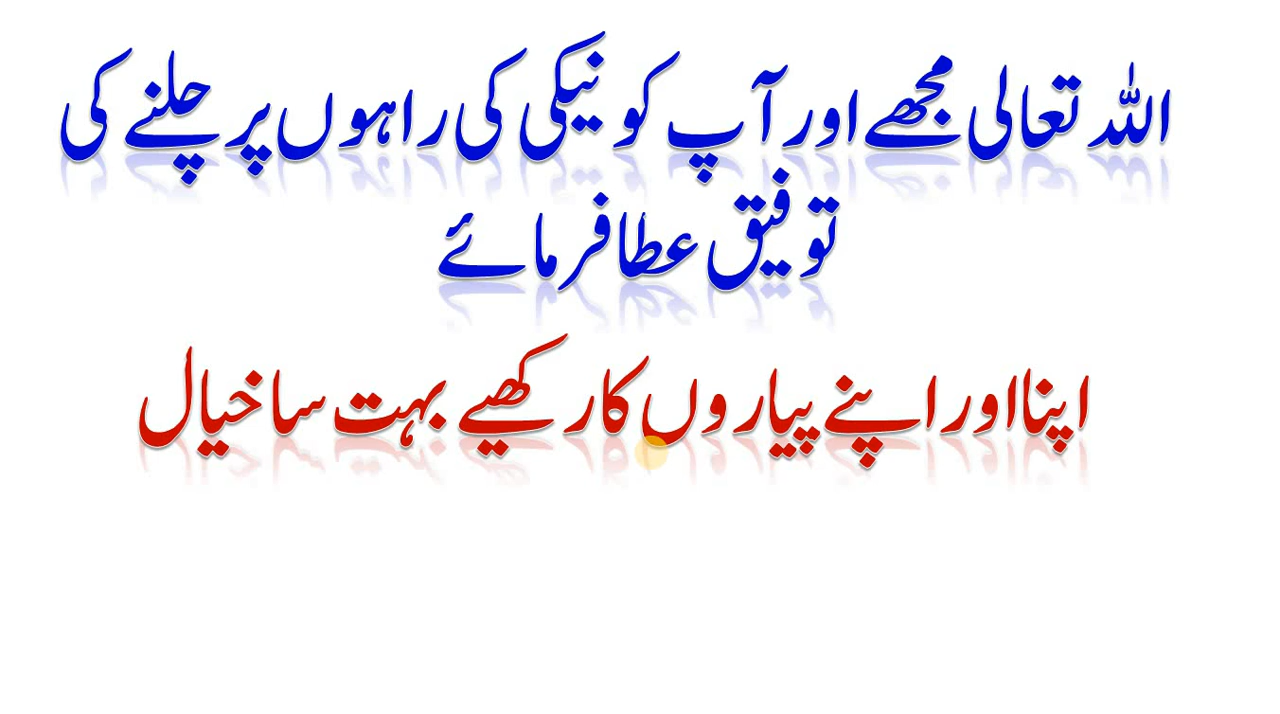 اللہ تعالی مجھے اور آپ کو نیکی کی راہوں پر چلنے کی
توفیق عطا فرمائے
اپنا اور اپنے پیاروں کا رکھیے بہت سا خیال